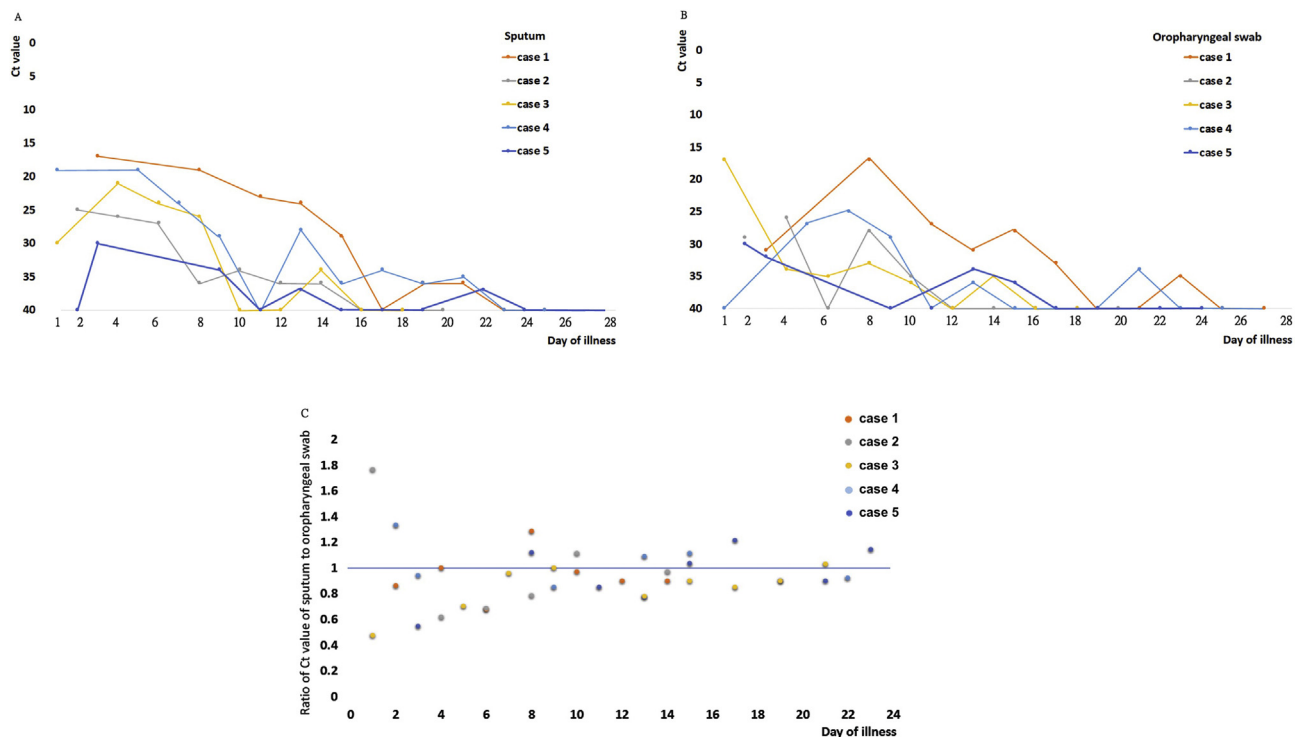 A
Ct value
0
5
10
15
20
25
30
35
40
1 2 4 6 8 10 11 12 14 16 18 20 22 24 26 28
Day of illness
Sputum
case 1
case 2
case 3
case 4
case 5
B
Ct value
0
5
10
15
20
25
30
35
40
1 2 4 6 8 10 12 14 16 18 20 22 24 26 28
Day of illness
Oropharyngeal swab
case 1
case 2
case 3
case 4
case 5
C
Ratio of Ct value of sputum to oropharyngeal swab
2
1.8
1.6
1.4
1.2
1
0.8
0.6
0.4
0.2
0
0 2 4 6 8 10 12 14 16 18 20 22 24
Day of illness
case 1
case 2
case 3
case 4
case 5